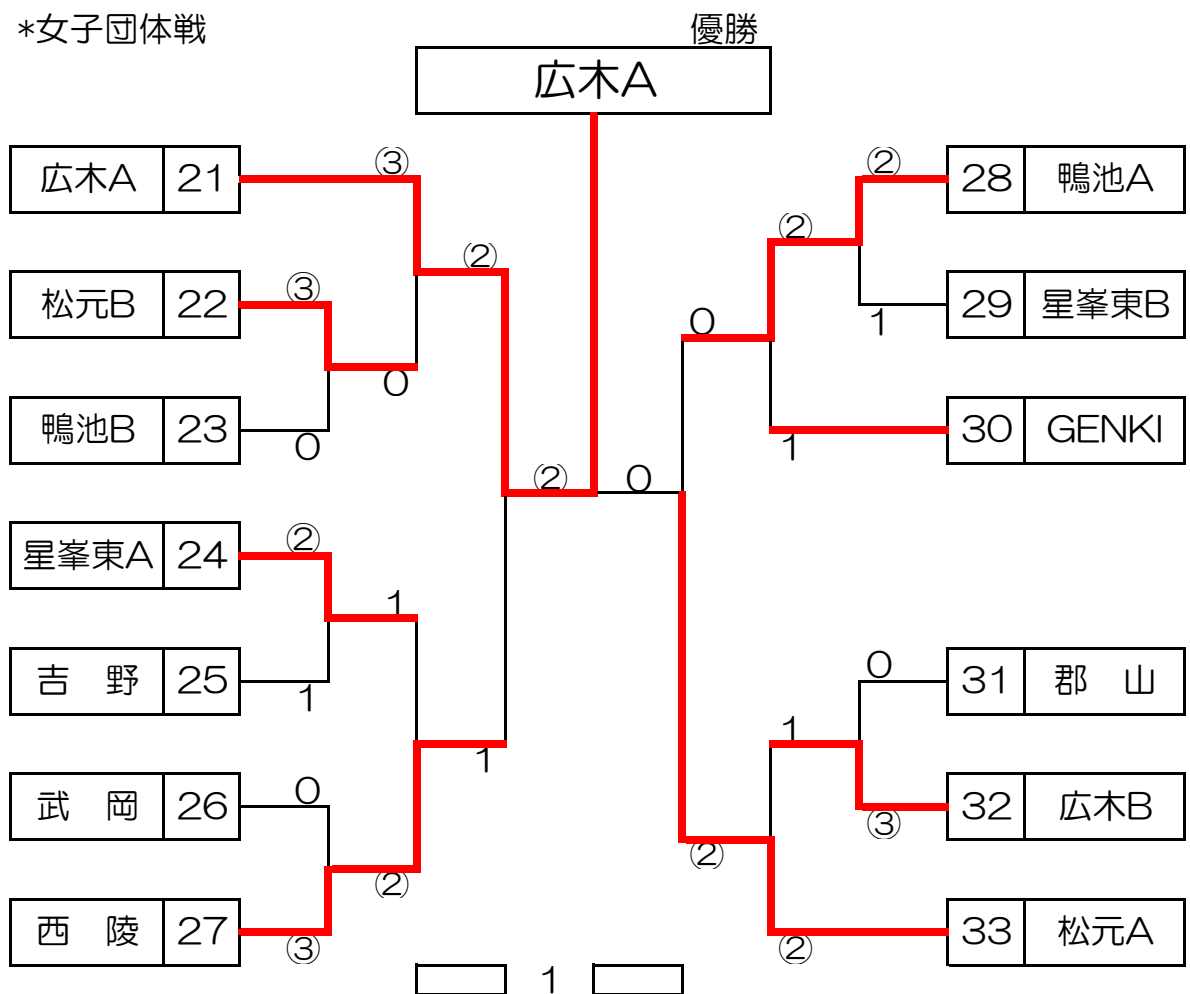 *女子団体戦 優勝
広木A
③ ②
広木A 21 28 鴨池A
② ②
松元B 22 ③ 29 星峯東B
0 1
0
鴨池B 23 0 1 30 GENKI
② 0
星峯東A 24 ②
1
吉　野 25 1 0 31 郡　山
1 1
武　岡 26 0 32 広木B
③
② ②
西　陵 27 ③ ② 33 松元A
1